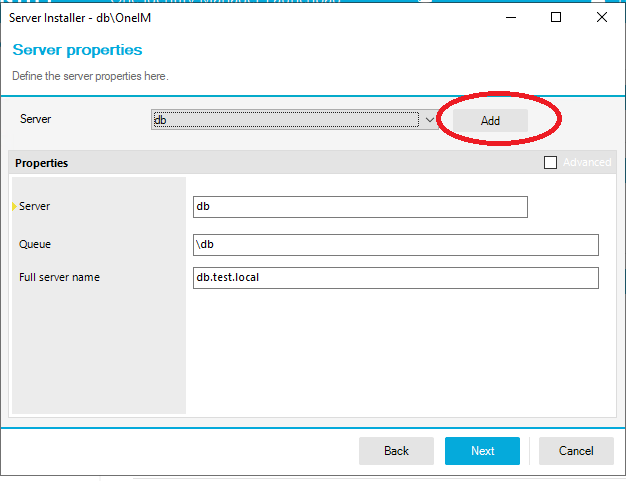 Server Installer - db\OneIM
Server properties
Define the server properties here.
Server db Add
Properties Advanced
Server db
Queue \db
Full server name db.test.local
Back Next Cancel